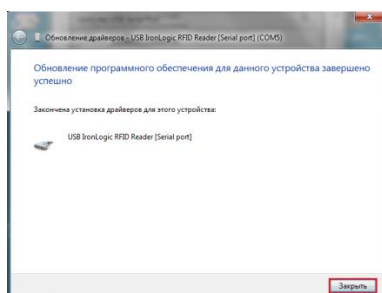 Обновление драйверов - USB IronLogic RFID Reader [Serial port] (COM5)
Обновление программного обеспечения для данного устройства завершено
успешно
Закончена установка драйверов для этого устройства:
USB IronLogic RFID Reader [Serial port]
Закрыть